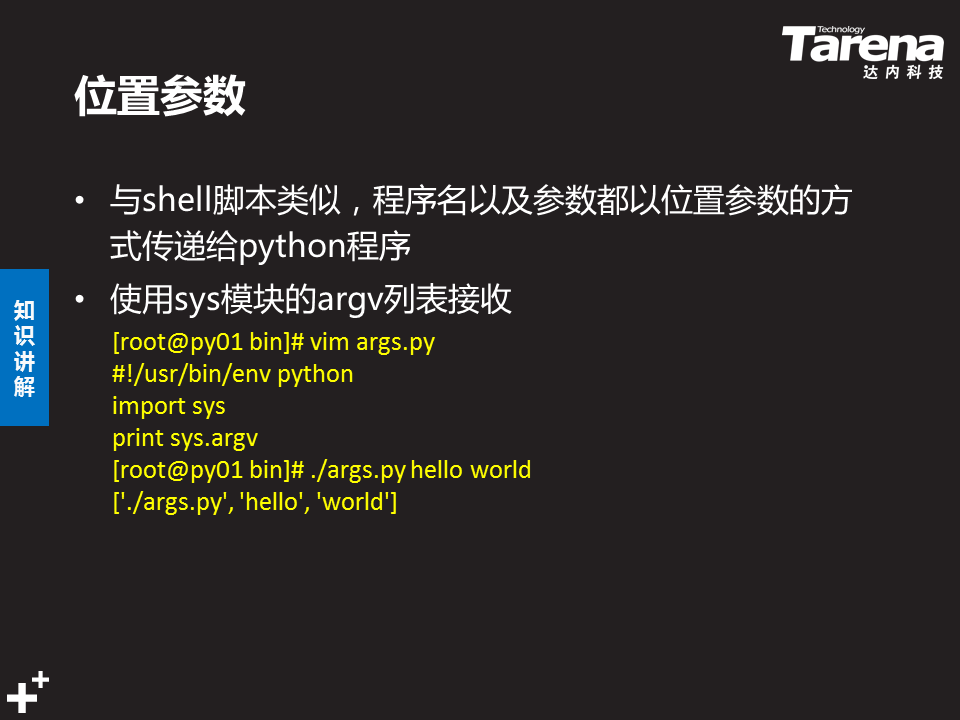 Technology
Tarena
达内科技
位置参数
• 与shell脚本类似，程序名以及参数都以位置参数的方
式传递给python程序
• 使用sys模块的argv列表接收
[root@py01 bin]# vim args.py
#!/usr/bin/env python
import sys
print sys.argv
[root@py01 bin]# ./args.py hello world
['./args.py', 'hello', 'world']
知识讲解